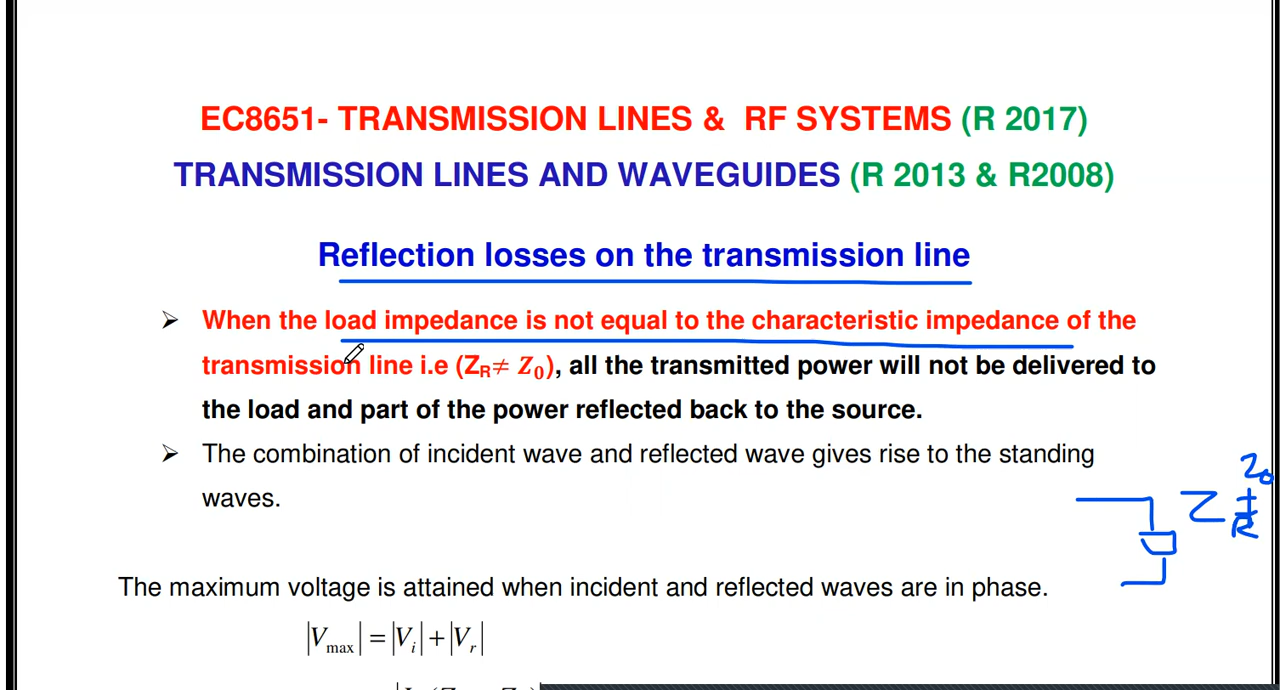 EC8651- TRANSMISSION LINES & RF SYSTEMS (R 2017)
TRANSMISSION LINES AND WAVEGUIDES (R 2013 & R2008)
Reflection losses on the transmission line
➢ When the load impedance is not equal to the characteristic impedance of the
transmission line i.e (ZR≠ Z0), all the transmitted power will not be delivered to
the load and part of the power reflected back to the source.
➢ The combination of incident wave and reflected wave gives rise to the standing
waves.
Z0
Z R
The maximum voltage is attained when incident and reflected waves are in phase.
|Vmax| = |Vi| + |Vr|